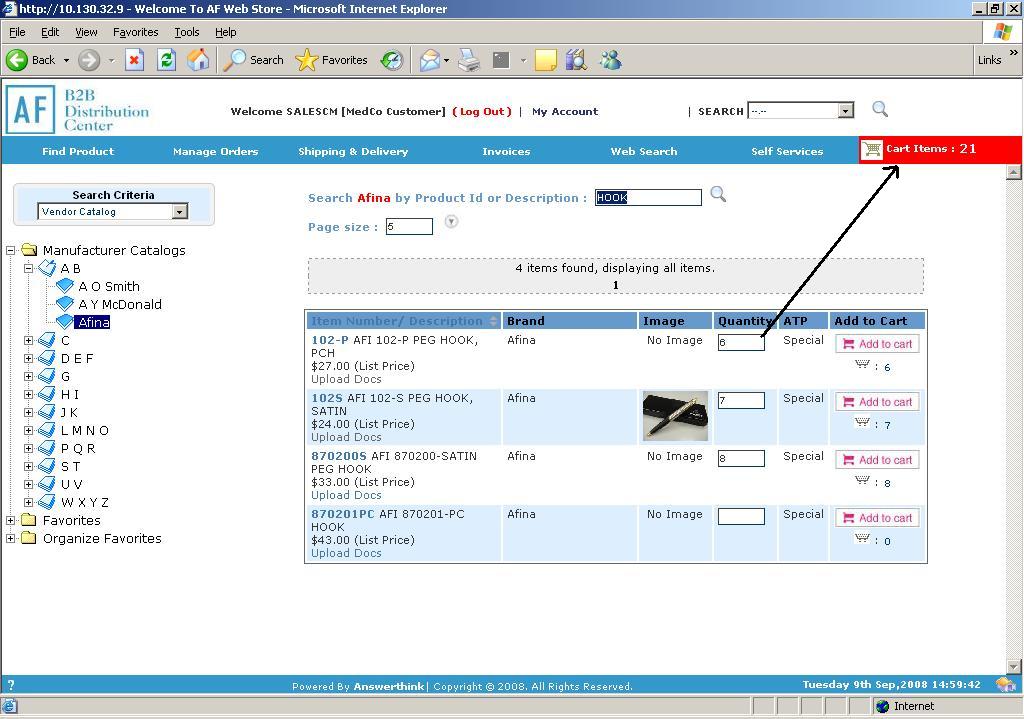 http://10.130.32.9 - Welcome To AF Web Store - Microsoft Internet Explorer
File Edit View Favorites Tools Help
Back Search Favorites Links »
AF B2B Distribution Center
Welcome SALESCM [MedCo Customer] ( Log Out ) | My Account | SEARCH --.--
Find Product Manage Orders Shipping & Delivery Invoices Web Search Self Services Cart Items : 21
Search Criteria
Vendor Catalog
Manufacturer Catalogs
A B
A O Smith
A Y McDonald
Afina
C
D E F
G
H I
J K
L M N O
P Q R
S T
U V
W X Y Z
Favorites
Organize Favorites
Search Afina by Product Id or Description : HOOK
Page size : 5
4 items found, displaying all items.
1
Item Number/ Description Brand Image Quantity ATP Add to Cart
102-P AFI 102-P PEG HOOK, Afina No Image 6 Special Add to cart
PCH
$27.00 (List Price) : 6
Upload Docs
102S AFI 102-S PEG HOOK, Afina 7 Special Add to cart
SATIN
$24.00 (List Price) : 7
Upload Docs
870200S AFI 870200-SATIN Afina No Image 8 Special Add to cart
PEG HOOK
$33.00 (List Price) : 8
Upload Docs
870201PC AFI 870201-PC Afina No Image Special Add to cart
HOOK
$43.00 (List Price) : 0
Upload Docs
? Powered By Answerthink | Copyright © 2008. All Rights Reserved. Tuesday 9th Sep,2008 14:59:42
Internet